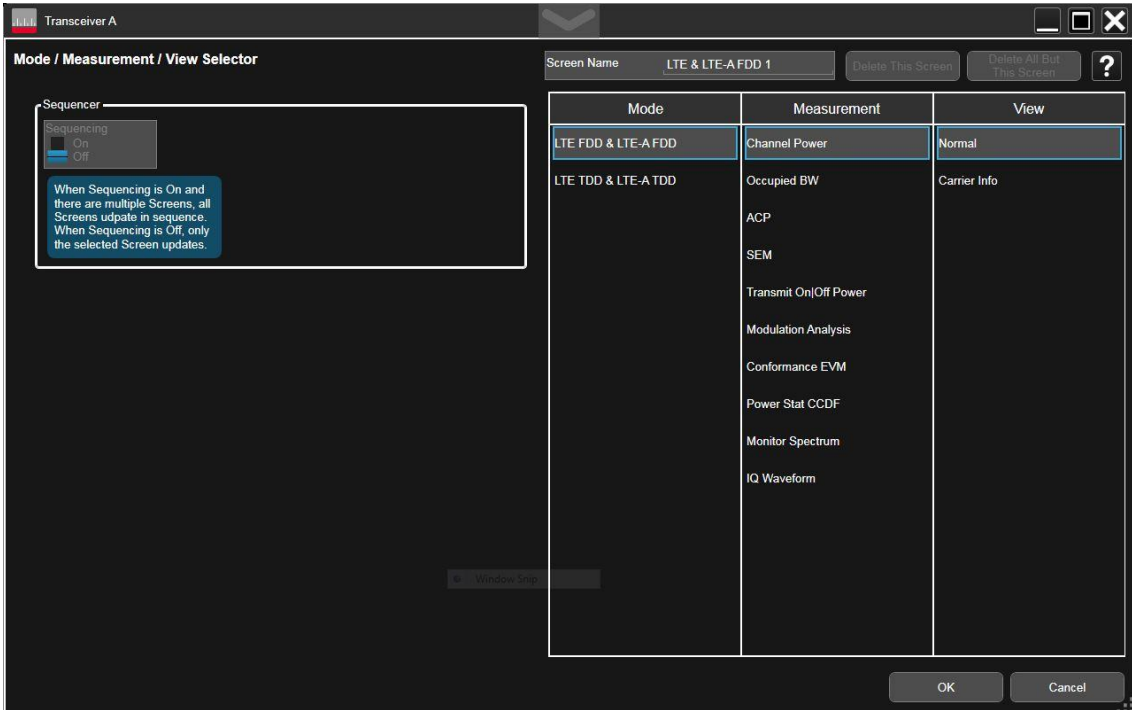 Transceiver A
Mode / Measurement / View Selector
Screen Name
LTE & LTE-A FDD 1
Delete This Screen
Delete All But
This Screen
?
Sequencer
Sequencing
On
Off
When Sequencing is On and
there are multiple Screens, all
Screens udpate in sequence.
When Sequencing is Off, only
the selected Screen updates.
Mode Measurement View
LTE FDD & LTE-A FDD Channel Power Normal
LTE TDD & LTE-A TDD Occupied BW Carrier Info
ACP
SEM
Transmit On|Off Power
Modulation Analysis
Conformance EVM
Power Stat CCDF
Monitor Spectrum
IQ Waveform
Window Snip
OK Cancel